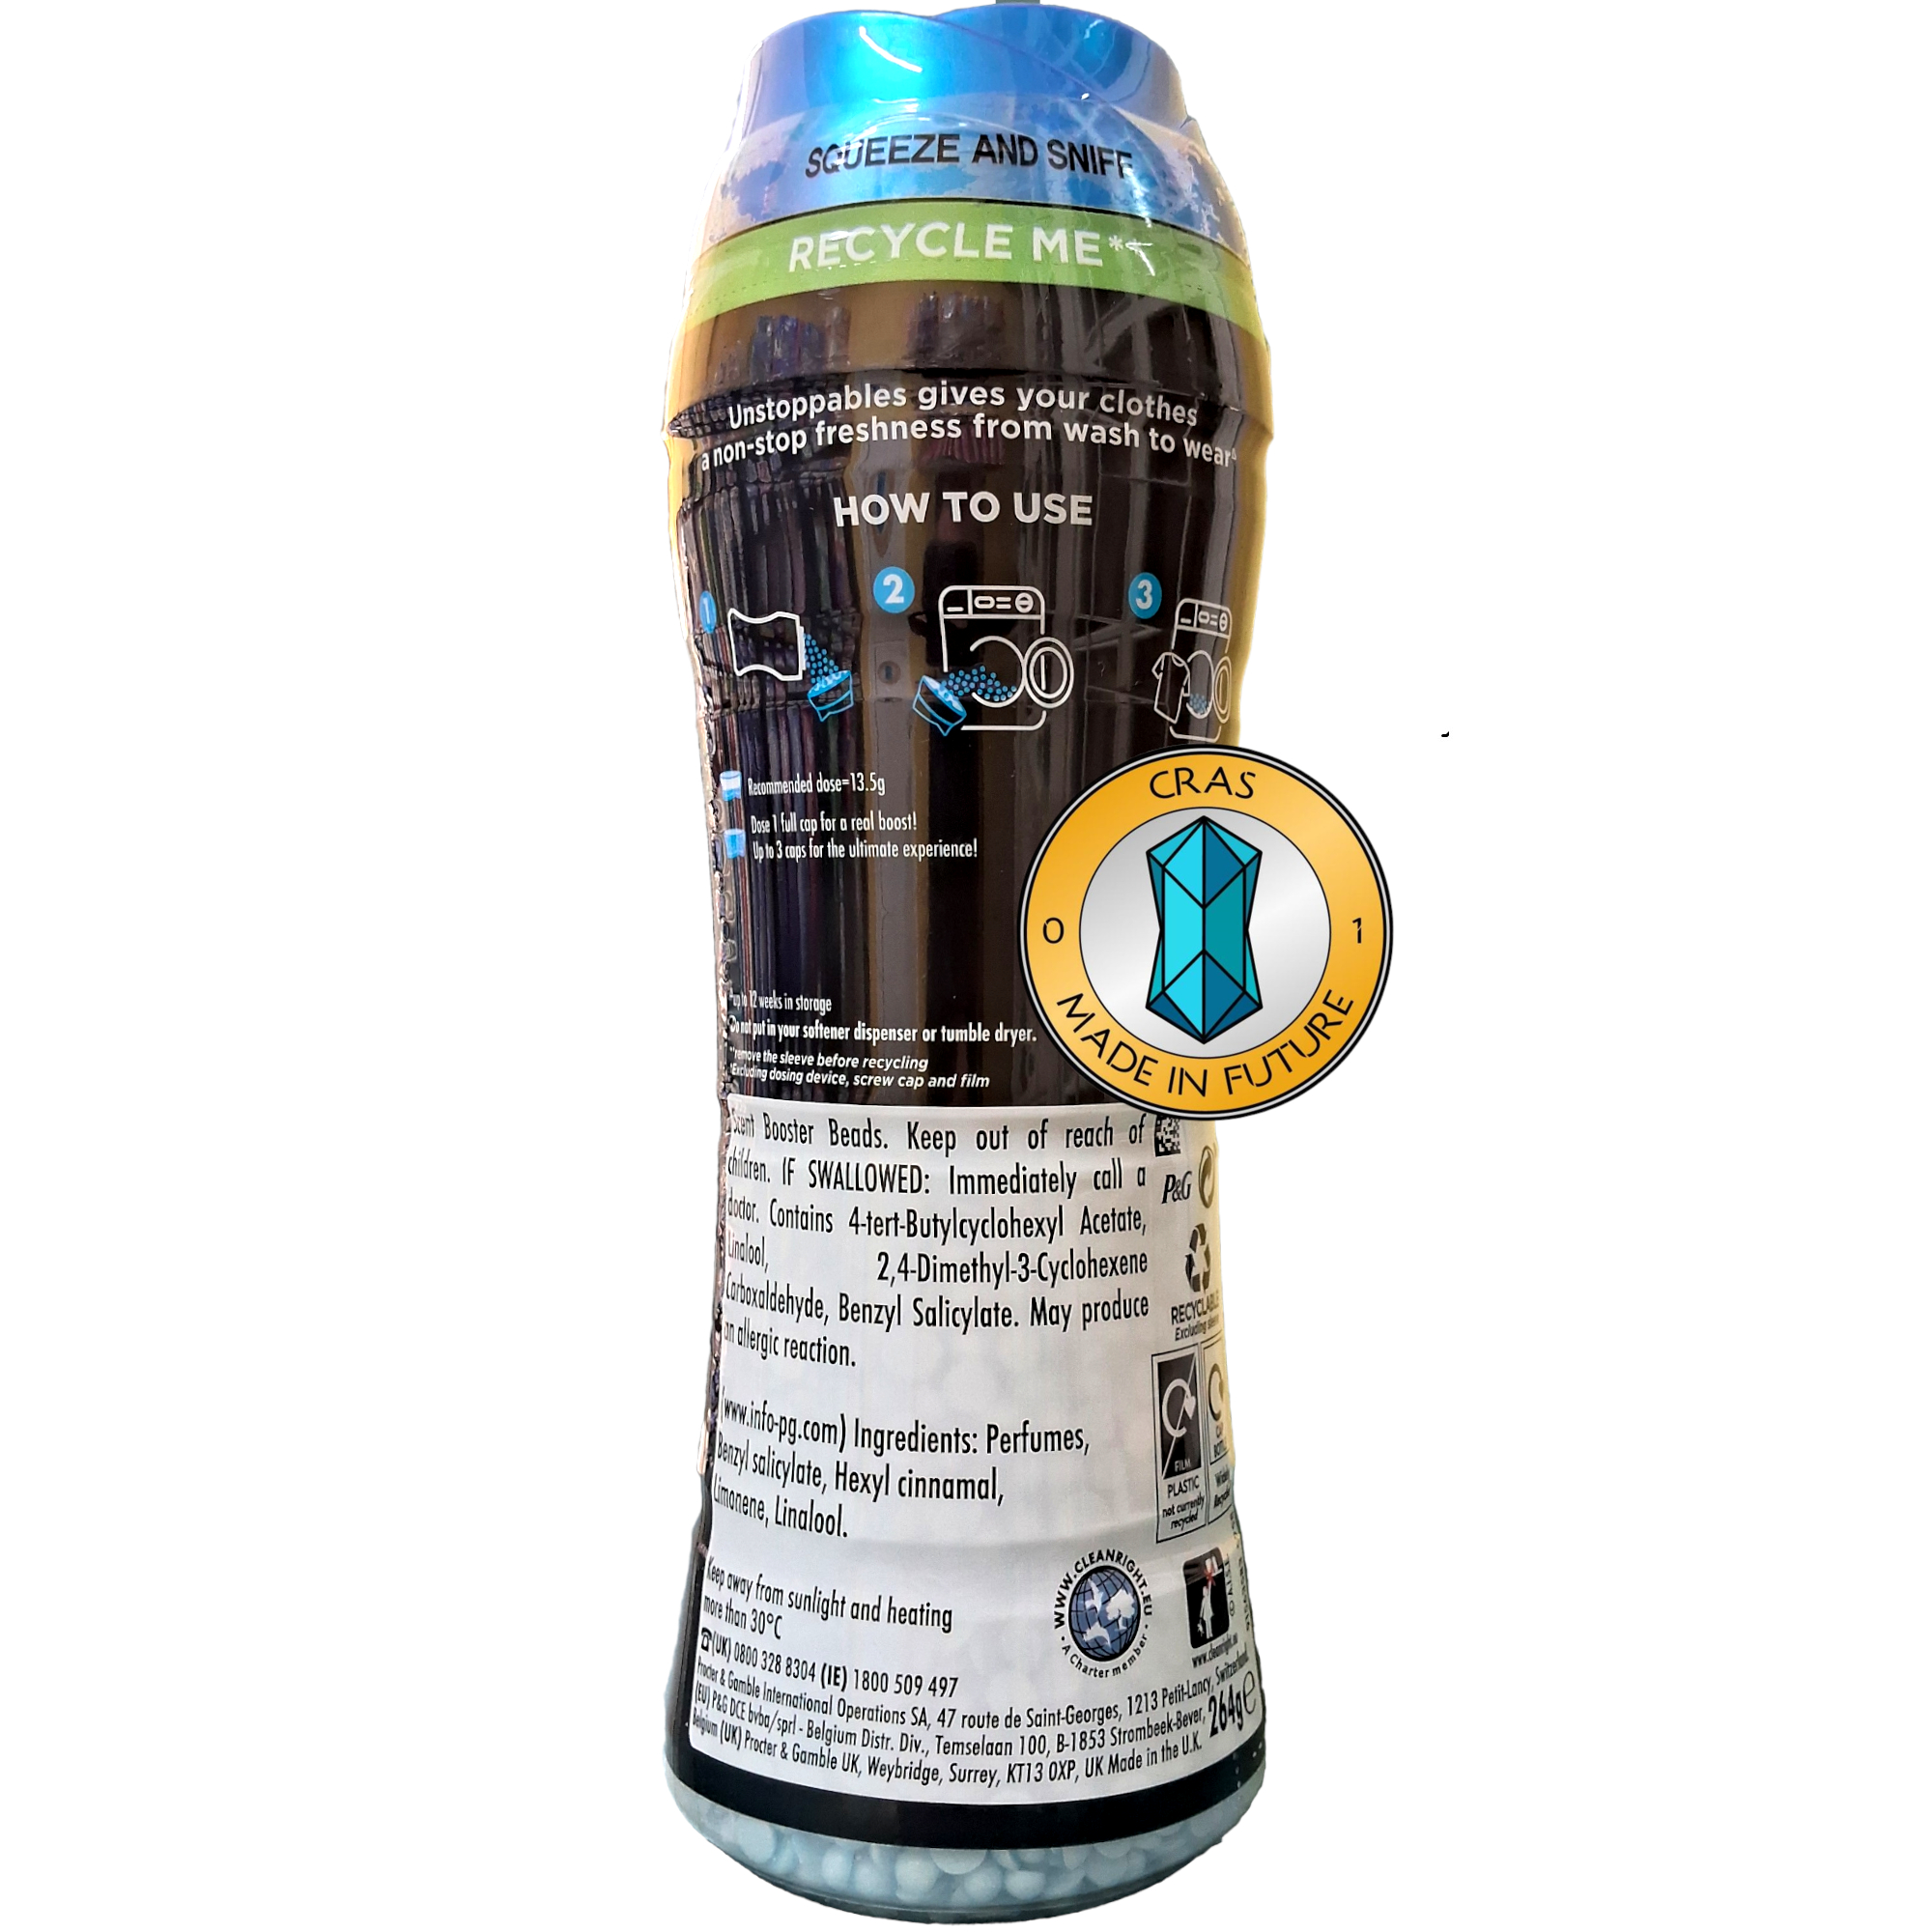 SQUEEZE AND SNIFF
RECYCLE ME*
Unstoppables gives your clothes
a non-stop freshness from wash to wear
HOW TO USE
1
2
3
Recommended dose=13.5g
Dose 1 full cap for a real boost!
Up to 3 caps for the ultimate experience!
CRAS
0 1
MADE IN FUTURE
up to 12 weeks in storage
Do not put in your softener dispenser or tumble dryer.
remove the sleeve before recycling
Excluding dosing device, screw cap and film
Scent Booster Beads. Keep out of reach of
children. IF SWALLOWED: Immediately call a
doctor. Contains 4-tert-Butylcyclohexyl Acetate,
Linalool, 2,4-Dimethyl-3-Cyclohexene
Carboxaldehyde, Benzyl Salicylate. May produce
an allergic reaction.
P&G
RECYCLABLE
Excluding sleeve
FILM
PLASTIC
not currently
recycled
Widely
Recycled
(www.info-pg.com) Ingredients: Perfumes,
Benzyl salicylate, Hexyl cinnamal,
Limonene, Linalool.
Keep away from sunlight and heating
more than 30°C
WWW.CLEANRIGHT.EU
A Charter member
www.cleanright.eu
(UK) 0800 328 8304 (IE) 1800 509 497
Procter & Gamble International Operations SA, 47 route de Saint-Georges, 1213 Petit-Lancy, Switzerland.
(EU) P&G DCE bvba/sprl - Belgium Distr. Div., Temselaan 100, B-1853 Strombeek-Bever,
Belgium (UK) Procter & Gamble UK, Weybridge, Surrey, KT13 0XP, UK Made in the U.K.
264g e